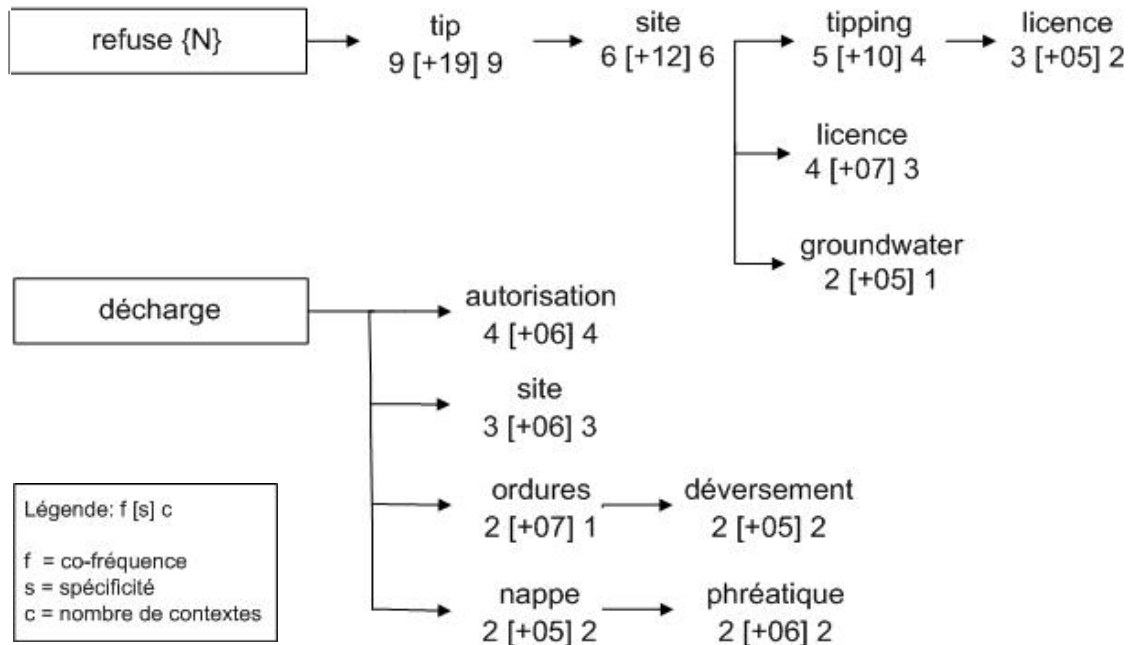 refuse {N}
tip
9 [+19] 9
site
6 [+12] 6
tipping
5 [+10] 4
licence
3 [+05] 2
licence
4 [+07] 3
groundwater
2 [+05] 1
décharge
autorisation
4 [+06] 4
site
3 [+06] 3
ordures
2 [+07] 1
déversement
2 [+05] 2
nappe
2 [+05] 2
phréatique
2 [+06] 2
Légende: f [s] c
f = co-fréquence
s = spécificité
c = nombre de contextes